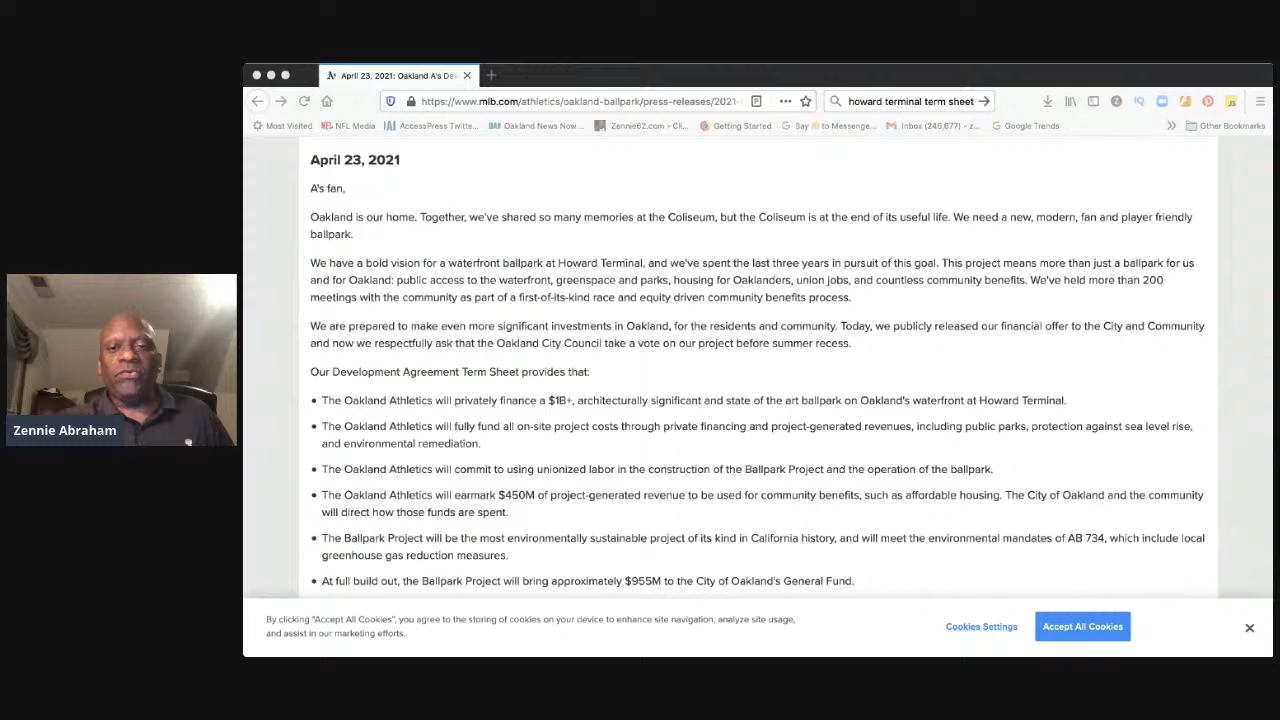 April 23, 2021: Oakland A's Dev
https://www.mlb.com/athletics/oakland-ballpark/press-releases/2021-
howard terminal term sheet
Most Visited NFL Media AccessPress Twitte... Oakland News Now ... Zennie62.com - Cli... Getting Started Say to Messenge... Inbox (246,677) - z... Google Trends Other Bookmarks
April 23, 2021
A's fan,
Oakland is our home. Together, we've shared so many memories at the Coliseum, but the Coliseum is at the end of its useful life. We need a new, modern, fan and player friendly
ballpark.
We have a bold vision for a waterfront ballpark at Howard Terminal, and we've spent the last three years in pursuit of this goal. This project means more than just a ballpark for us
and for Oakland: public access to the waterfront, greenspace and parks, housing for Oaklanders, union jobs, and countless community benefits. We've held more than 200
meetings with the community as part of a first-of-its-kind race and equity driven community benefits process.
We are prepared to make even more significant investments in Oakland, for the residents and community. Today, we publicly released our financial offer to the City and Community
and now we respectfully ask that the Oakland City Council take a vote on our project before summer recess.
Our Development Agreement Term Sheet provides that:
• The Oakland Athletics will privately finance a $1B+, architecturally significant and state of the art ballpark on Oakland's waterfront at Howard Terminal.
• The Oakland Athletics will fully fund all on-site project costs through private financing and project-generated revenues, including public parks, protection against sea level rise,
and environmental remediation.
• The Oakland Athletics will commit to using unionized labor in the construction of the Ballpark Project and the operation of the ballpark.
• The Oakland Athletics will earmark $450M of project-generated revenue to be used for community benefits, such as affordable housing. The City of Oakland and the community
will direct how those funds are spent.
• The Ballpark Project will be the most environmentally sustainable project of its kind in California history, and will meet the environmental mandates of AB 734, which include local
greenhouse gas reduction measures.
• At full build out, the Ballpark Project will bring approximately $955M to the City of Oakland's General Fund.
By clicking "Accept All Cookies", you agree to the storing of cookies on your device to enhance site navigation, analyze site usage,
and assist in our marketing efforts.
Cookies Settings
Accept All Cookies
Zennie Abraham